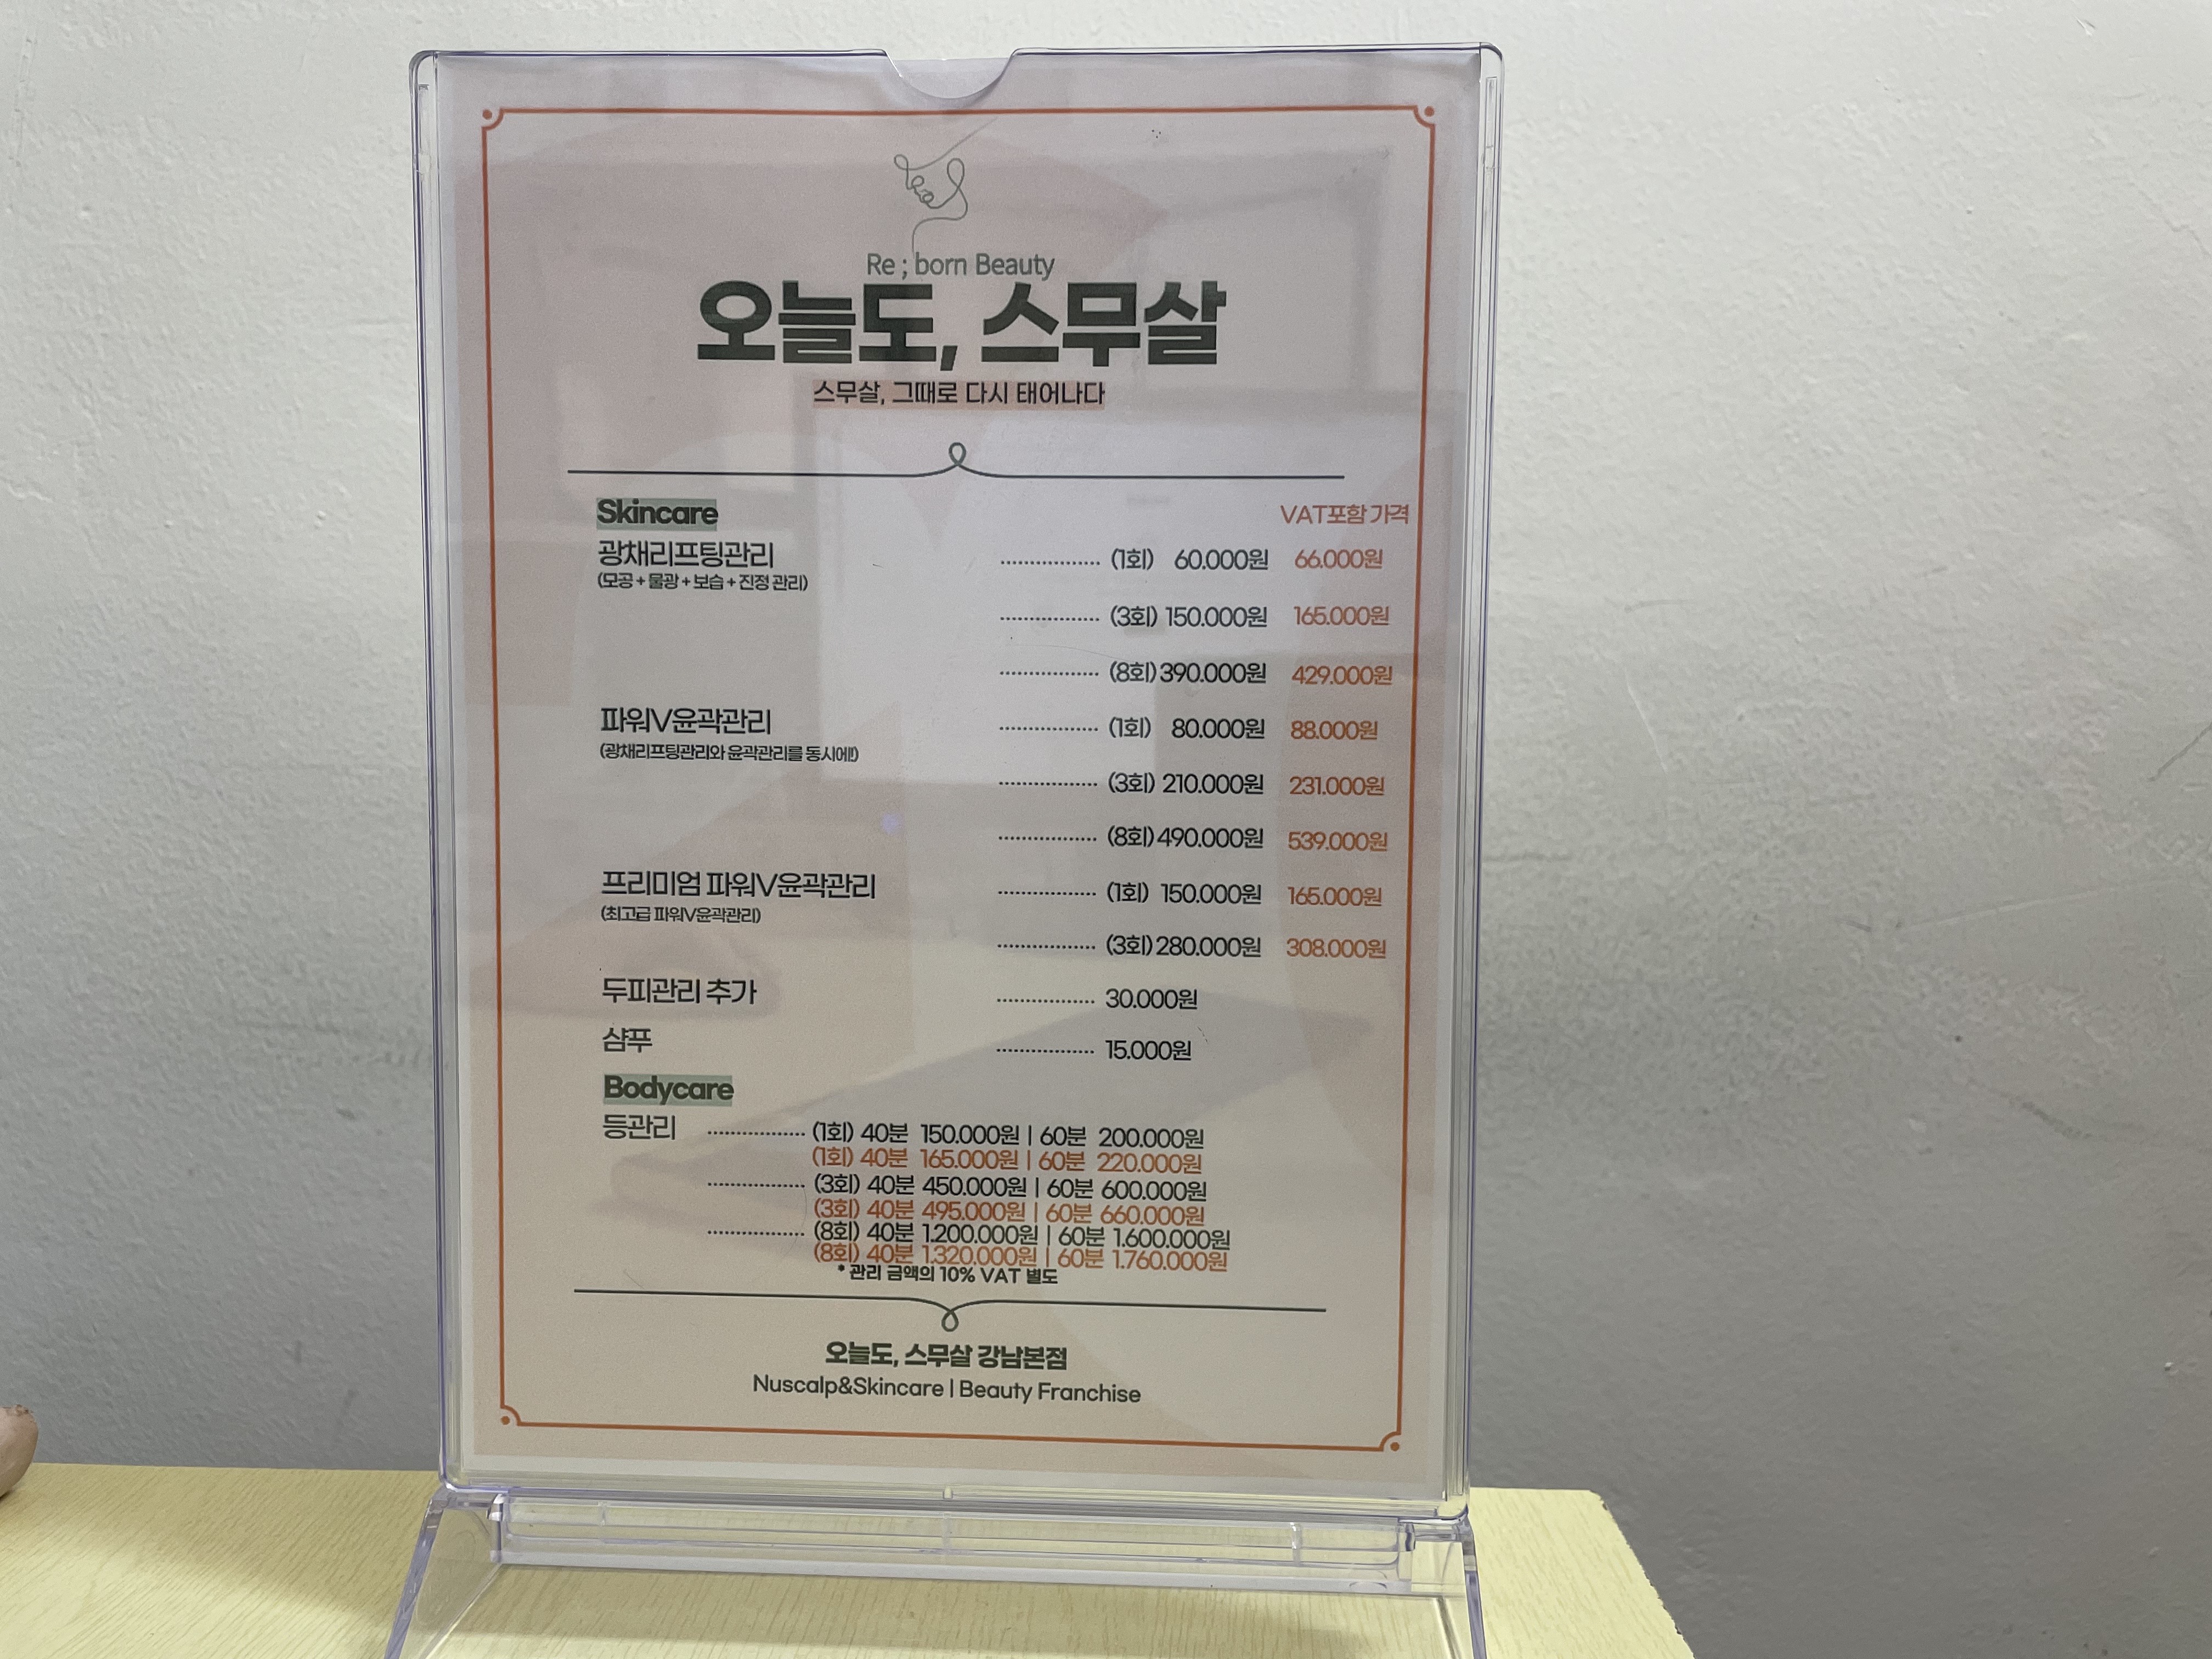 Re ; born Beauty
오늘도, 스무살
스무살, 그때로 다시 태어나다
Skincare VAT포함 가격
광채리프팅관리 (1회) 60.000원 66.000원
(모공 + 물광 + 보습 + 진정 관리)
(3회) 150.000원 165.000원
(8회) 390.000원 429.000원
파워V윤곽관리 (1회) 80.000원 88.000원
(광채리프팅관리와 윤곽관리를 동시에!)
(3회) 210.000원 231.000원
(8회) 490.000원 539.000원
프리미엄 파워V윤곽관리 (1회) 150.000원 165.000원
(최고급 파워V윤곽관리)
(3회) 280.000원 308.000원
두피관리 추가 30.000원
샴푸 15.000원
Bodycare
등관리 (1회) 40분 150.000원 | 60분 200.000원
(1회) 40분 165.000원 | 60분 220.000원
(3회) 40분 450.000원 | 60분 600.000원
(3회) 40분 495.000원 | 60분 660.000원
(8회) 40분 1.200.000원 | 60분 1.600.000원
(8회) 40분 1.320.000원 | 60분 1.760.000원
* 관리 금액의 10% VAT 별도
오늘도, 스무살 강남본점
Nuscalp&Skincare | Beauty Franchise